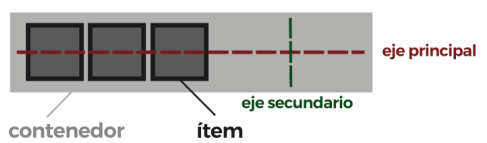 eje principal
eje secundario
contenedor
ítem